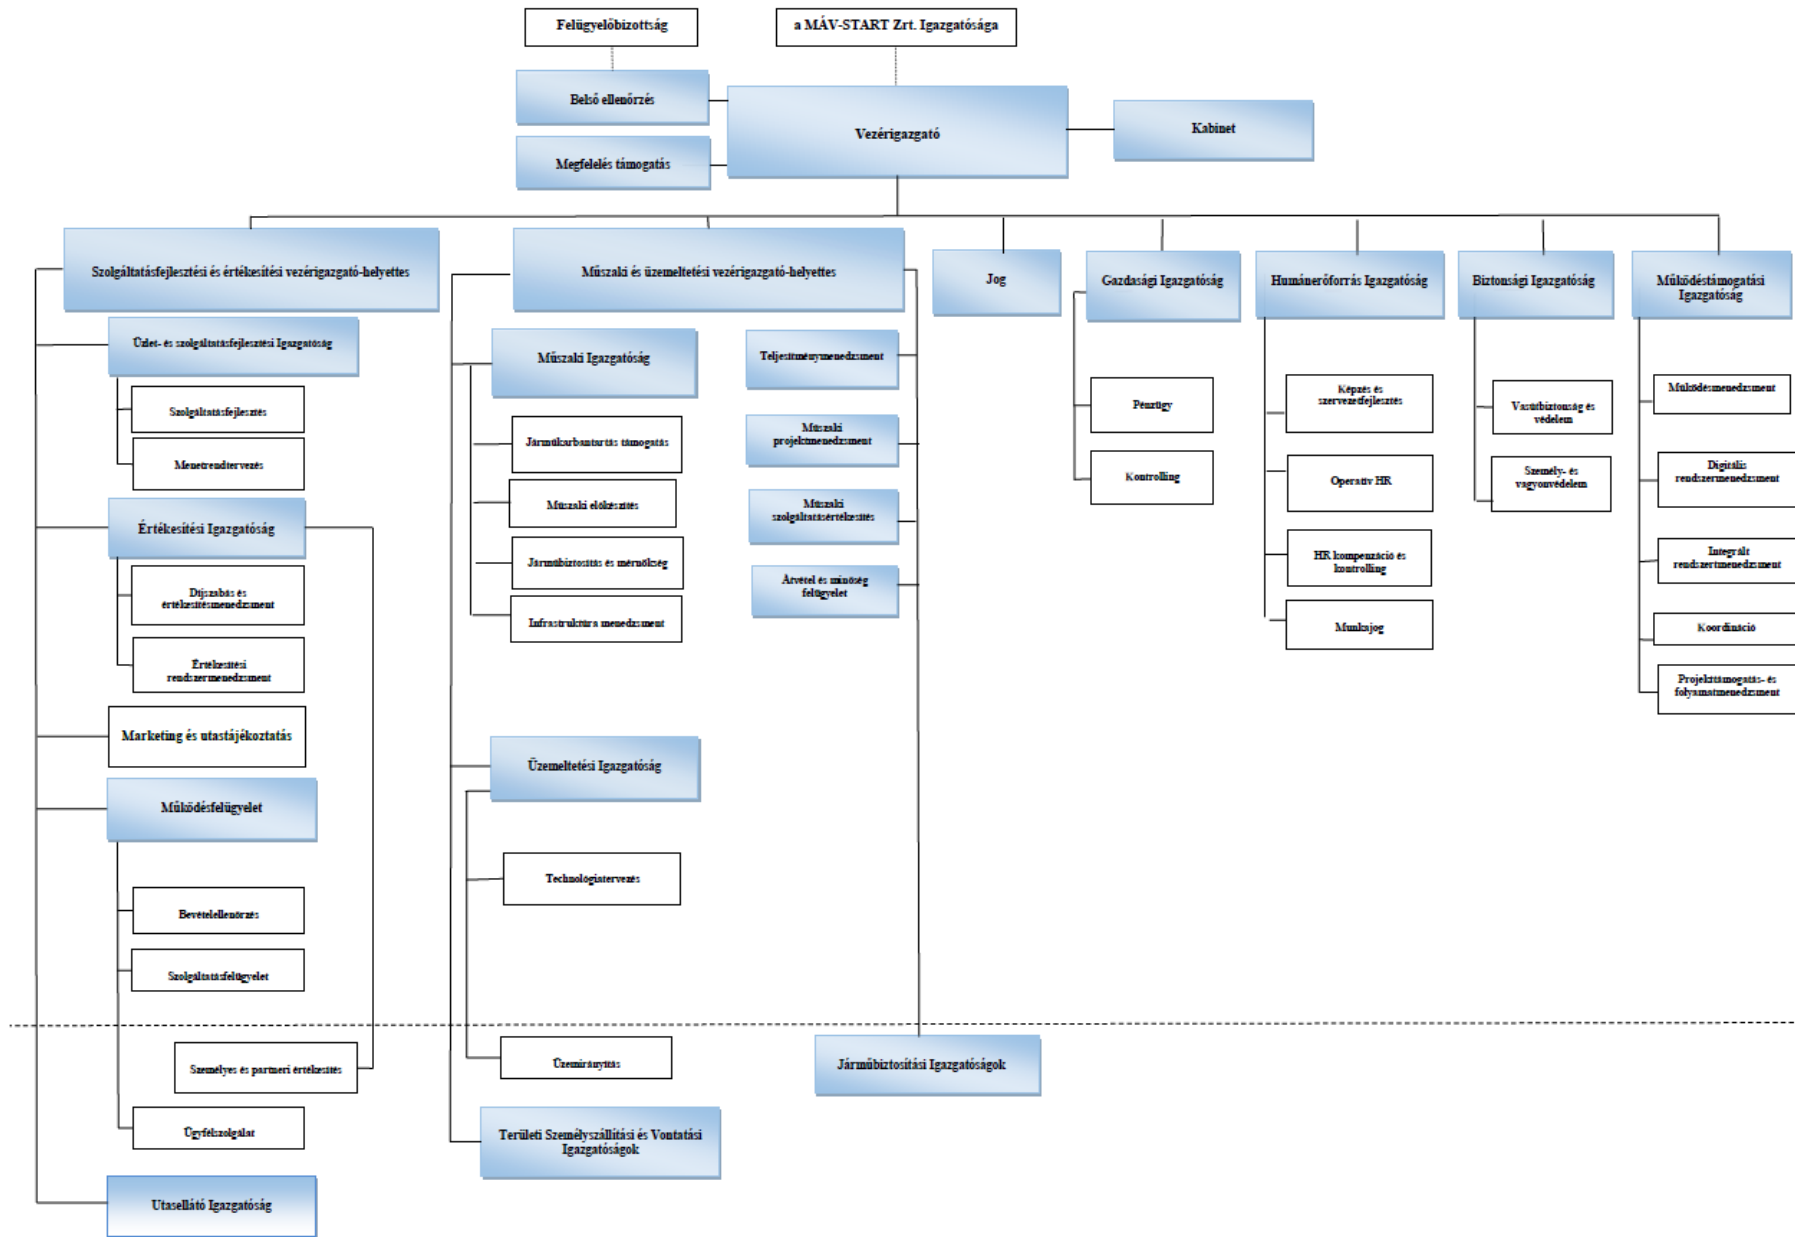 Felügyelőbizottság
a MÁV-START Zrt. Igazgatósága
Belső ellenőrzés
Vezérigazgató
Kabinet
Megfelelés támogatás
Szolgáltatásfejlesztési és értékesítési vezérigazgató-helyettes
Műszaki és üzemeltetési vezérigazgató-helyettes
Jog
Gazdasági Igazgatóság
Humánerőforrás Igazgatóság
Biztonsági Igazgatóság
Működéstámogatási
Igazgatóság
Üzlet- és szolgáltatásfejlesztési Igazgatóság
Szolgáltatásfejlesztés
Menetrendtervezés
Értékesítési Igazgatóság
Díjszabás és
értékesítésmenedzsment
Értékesítési
rendszermenedzsment
Marketing és utastájékoztatás
Működésfelügyelet
Bevételellenőrzés
Szolgáltatásfelügyelet
Személyes és partneri értékesítés
Ügyfélszolgálat
Utasellátó Igazgatóság
Műszaki Igazgatóság
Járműkarbantartás támogatás
Műszaki előkészítés
Járműbiztosítás és mérnökség
Infrastruktúra menedzsment
Üzemeltetési Igazgatóság
Technológiatervezés
Üzemirányítás
Területi Személyszállítási és Vontatási
Igazgatóságok
Teljesítménymenedzsment
Műszaki
projektmenedzsment
Műszaki
szolgáltatásértékesítés
Átvétel és minőség
felügyelet
Járműbiztosítási Igazgatóságok
Pénzügy
Kontrolling
Képzés és
szervezetfejlesztés
Operatív HR
HR kompenzáció és
kontrolling
Munkajog
Vasútbiztonság és
védelem
Személy- és
vagyonvédelem
Működésmenedzsment
Digitális
rendszermenedzsment
Integrált
rendszertmenedzsment
Koordináció
Projekttámogatás- és
folyamatmenedzsment